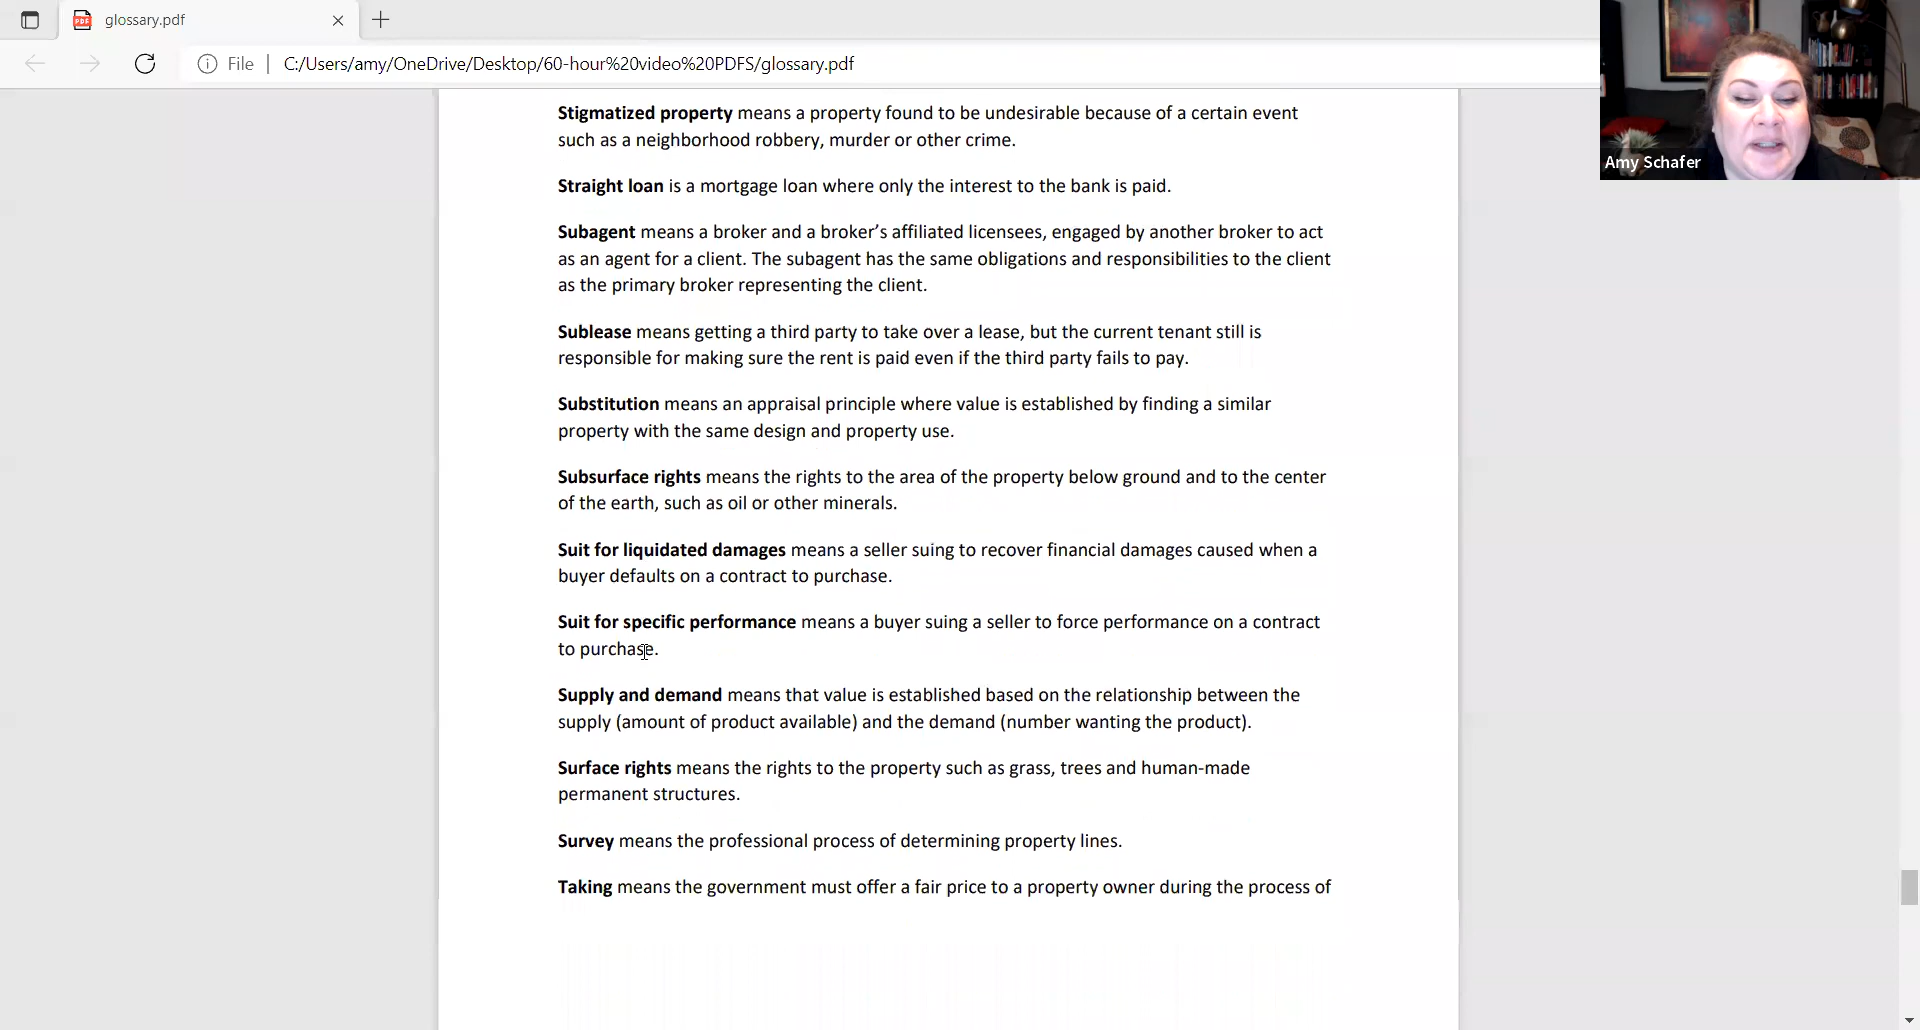 glossary.pdf
File | C:/Users/amy/OneDrive/Desktop/60-hour%20video%20PDFS/glossary.pdf
Amy Schafer
Stigmatized property means a property found to be undesirable because of a certain event
such as a neighborhood robbery, murder or other crime.
Straight loan is a mortgage loan where only the interest to the bank is paid.
Subagent means a broker and a broker’s affiliated licensees, engaged by another broker to act
as an agent for a client. The subagent has the same obligations and responsibilities to the client
as the primary broker representing the client.
Sublease means getting a third party to take over a lease, but the current tenant still is
responsible for making sure the rent is paid even if the third party fails to pay.
Substitution means an appraisal principle where value is established by finding a similar
property with the same design and property use.
Subsurface rights means the rights to the area of the property below ground and to the center
of the earth, such as oil or other minerals.
Suit for liquidated damages means a seller suing to recover financial damages caused when a
buyer defaults on a contract to purchase.
Suit for specific performance means a buyer suing a seller to force performance on a contract
to purchase.
Supply and demand means that value is established based on the relationship between the
supply (amount of product available) and the demand (number wanting the product).
Surface rights means the rights to the property such as grass, trees and human-made
permanent structures.
Survey means the professional process of determining property lines.
Taking means the government must offer a fair price to a property owner during the process of